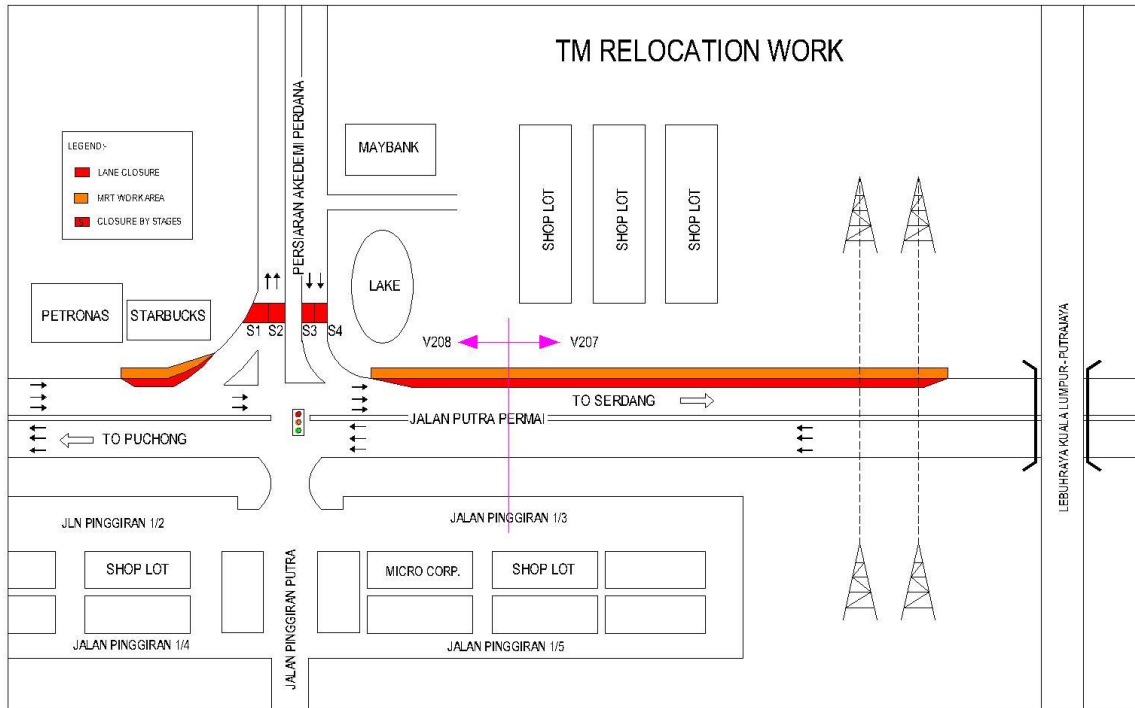 TM RELOCATION WORK
PERSIARAN AKEDEMI PERDANA
MAYBANK
LEGEND:-
LANE CLOSURE
MRT WORK AREA
S CLOSURE BY STAGES
SHOP LOT
SHOP LOT
SHOP LOT
LAKE
PETRONAS
STARBUCKS
S1 S2 S3 S4
V208
V207
TO SERDANG
JALAN PUTRA PERMAI
TO PUCHONG
LEBUHRAYA KUALA LUMPUR-PUTRAJAYA
JLN PINGGIRAN 1/2
JALAN PINGGIRAN 1/3
SHOP LOT
MICRO CORP.
SHOP LOT
JALAN PINGGIRAN PUTRA
JALAN PINGGIRAN 1/4
JALAN PINGGIRAN 1/5